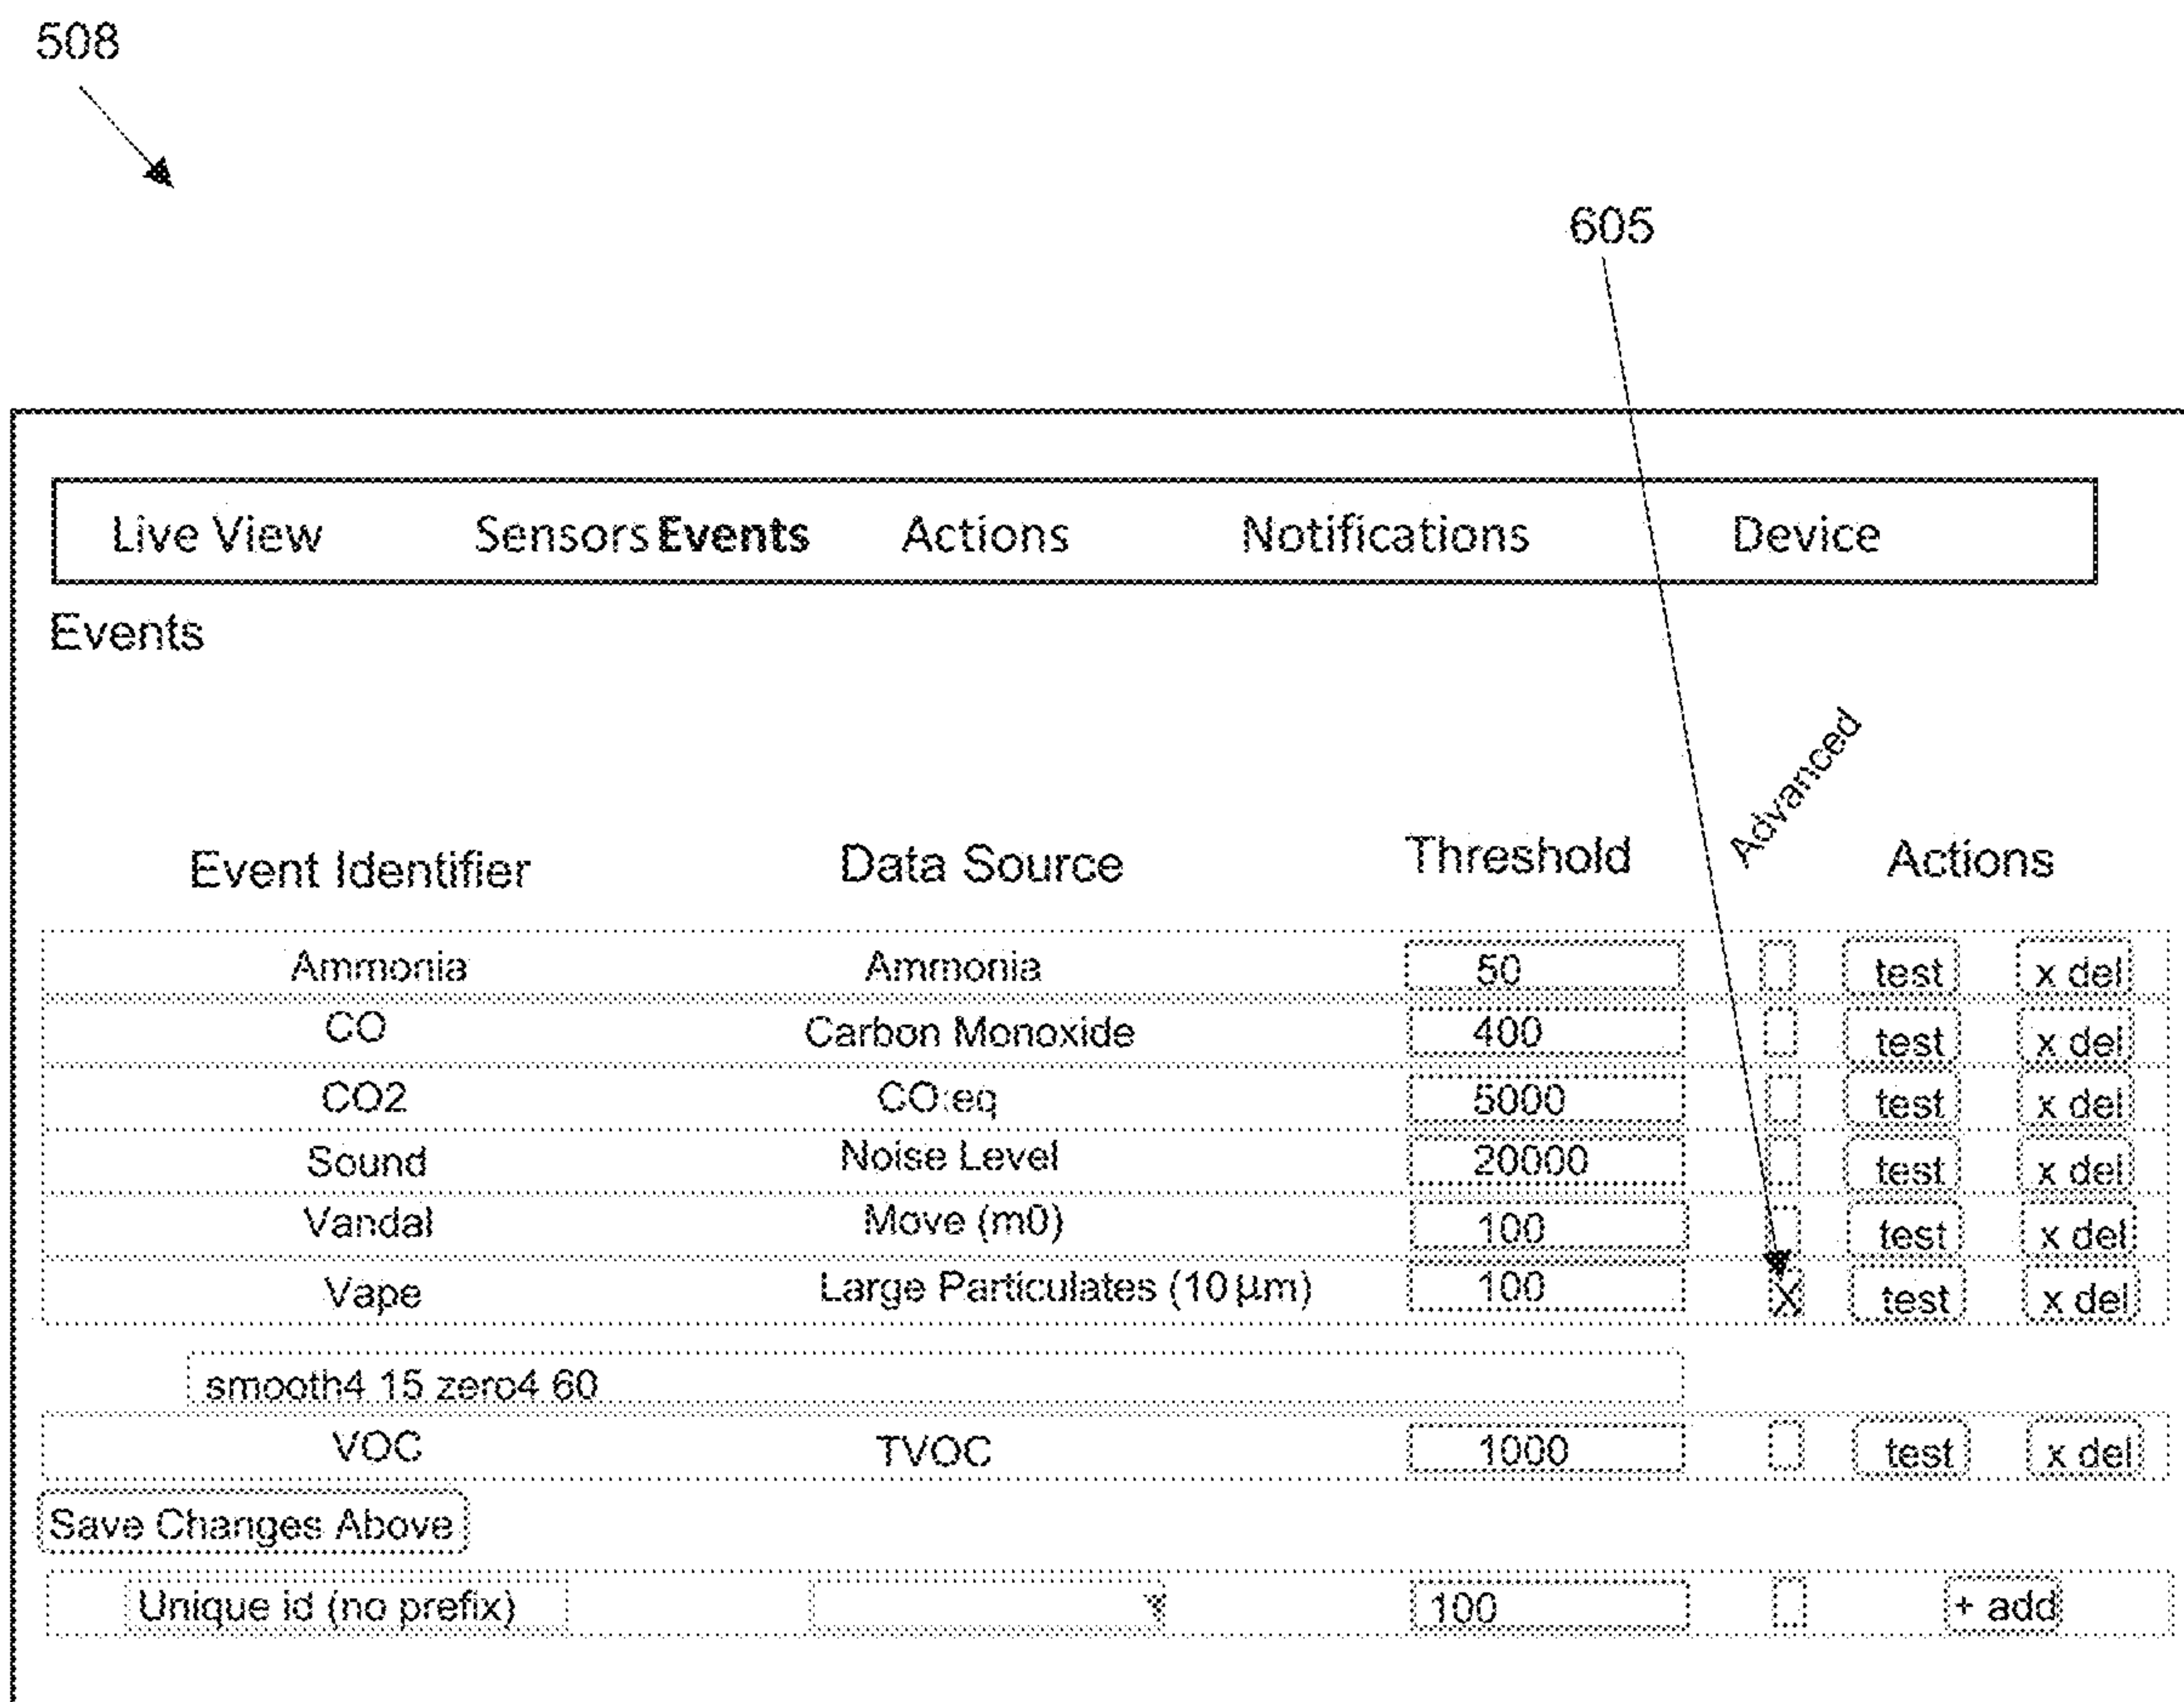 508
605
Live View Sensors Events Actions Notifications Device
Events
Advanced
Event Identifier Data Source Threshold Actions
Ammonia Ammonia 50 test x del
CO Carbon Monoxide 400 test x del
CO2 CO:eq 5000 test x del
Sound Noise Level 20000 test x del
Vandal Move (m0) 100 test x del
Vape Large Particulates (10μm) 100 X test x del
smooth4 15 zero4 60
VOC TVOC 1000 test x del
Save Changes Above
Unique id (no prefix) 100 + add